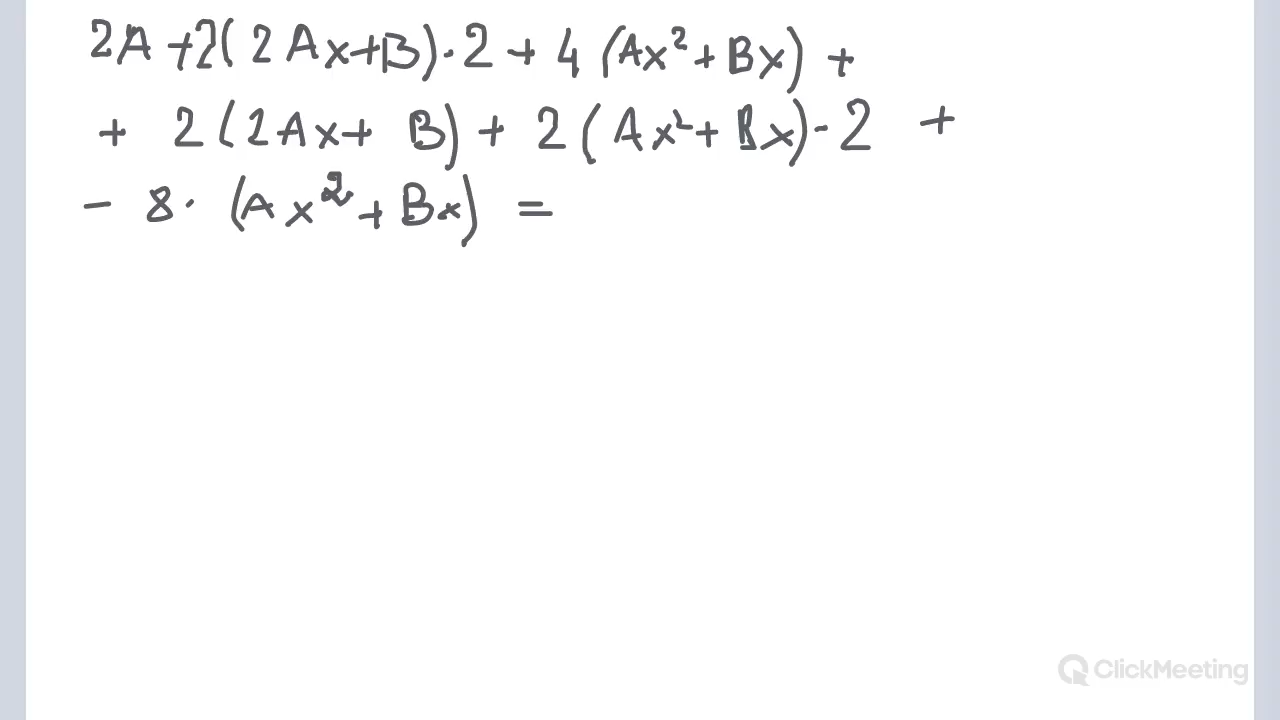 2A + 2(2Ax+B)·2 + 4(Ax²+Bx) +
+ 2(2Ax+B) + 2(Ax²+Bx)·2 +
- 8·(Ax²+Bx) =
ClickMeeting